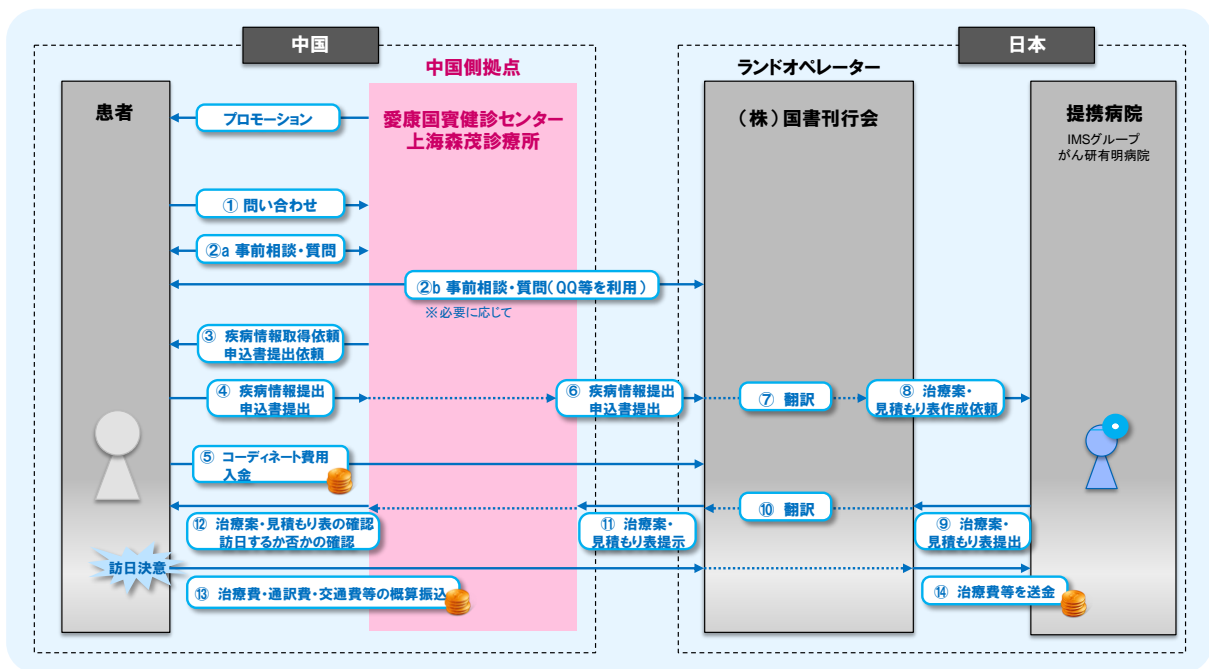 中国
日本
中国側拠点
ランドオペレーター
患者
プロモーション
愛康国賓健診センター
上海森茂診療所
（株）国書刊行会
提携病院
IMSグループ
がん研有明病院
① 問い合わせ
②a 事前相談・質問
②b 事前相談・質問（QQ等を利用）
※必要に応じて
③ 疾病情報取得依頼
申込書提出依頼
④ 疾病情報提出
申込書提出
⑥ 疾病情報提出
申込書提出
⑦ 翻訳
⑧ 治療案・
見積もり表作成依頼
⑤ コーディネート費用
入金
⑩ 翻訳
⑫ 治療案・見積もり表の確認
訪日するか否かの確認
⑪ 治療案・
見積もり表提示
⑨ 治療案・
見積もり表提出
訪日決意
⑬ 治療費・通訳費・交通費等の概算振込
⑭ 治療費等を送金